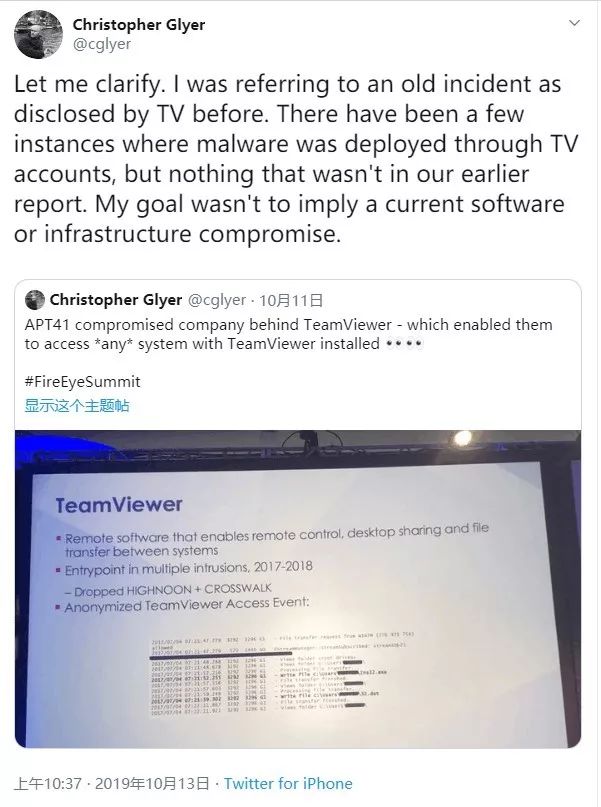 Christopher Glyer
@cglyer
Let me clarify. I was referring to an old incident as
disclosed by TV before. There have been a few
instances where malware was deployed through TV
accounts, but nothing that wasn't in our earlier
report. My goal wasn't to imply a current software
or infrastructure compromise.
Christopher Glyer @cglyer · 10月11日
APT41 compromised company behind TeamViewer - which enabled them
to access *any* system with TeamViewer installed
#FireEyeSummit
显示这个主题帖
TeamViewer
Remote software that enables remote control, desktop sharing and file
transfer between systems
Entrypoint in multiple intrusions, 2017-2018
– Dropped HIGHNOON + CROSSWALK
Anonymized TeamViewer Access Event:
allowed
上午10:37 · 2019年10月13日 · Twitter for iPhone